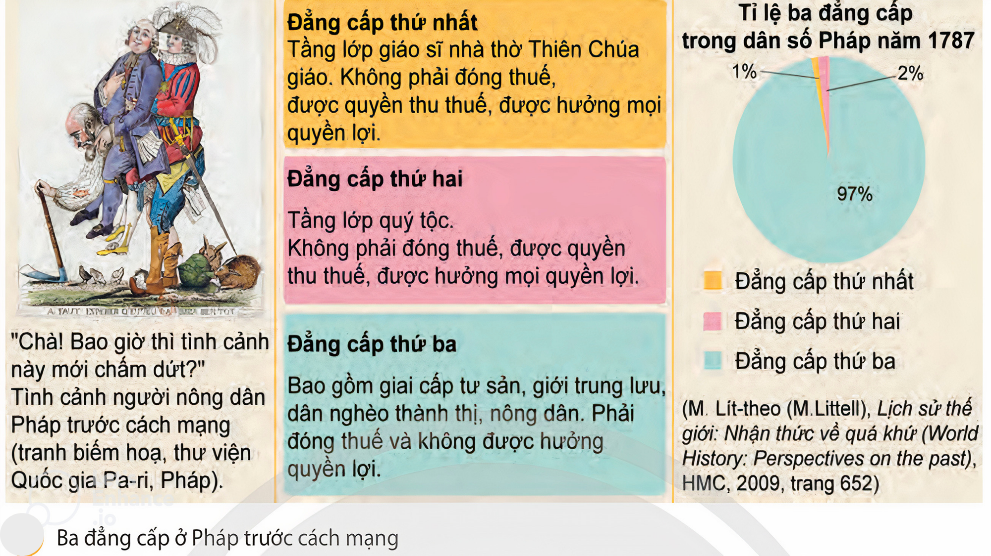 "Chà! Bao giờ thì tình cảnh
này mới chấm dứt?"
Tình cảnh người nông dân
Pháp trước cách mạng
(tranh biếm hoạ, thư viện
Quốc gia Pa-ri, Pháp).
Đẳng cấp thứ nhất
Tầng lớp giáo sĩ nhà thờ Thiên Chúa
giáo. Không phải đóng thuế,
được quyền thu thuế, được hưởng mọi
quyền lợi.
Đẳng cấp thứ hai
Tầng lớp quý tộc.
Không phải đóng thuế, được quyền
thu thuế, được hưởng mọi quyền lợi.
Đẳng cấp thứ ba
Bao gồm giai cấp tư sản, giới trung lưu,
dân nghèo thành thị, nông dân. Phải
đóng thuế và không được hưởng
quyền lợi.
Tỉ lệ ba đẳng cấp
trong dân số Pháp năm 1787
1%
2%
97%
Đẳng cấp thứ nhất
Đẳng cấp thứ hai
Đẳng cấp thứ ba
(M. Lít-theo (M.Littell), Lịch sử thế
giới: Nhận thức về quá khứ (World
History: Perspectives on the past),
HMC, 2009, trang 652)
Ba đẳng cấp ở Pháp trước cách mạng